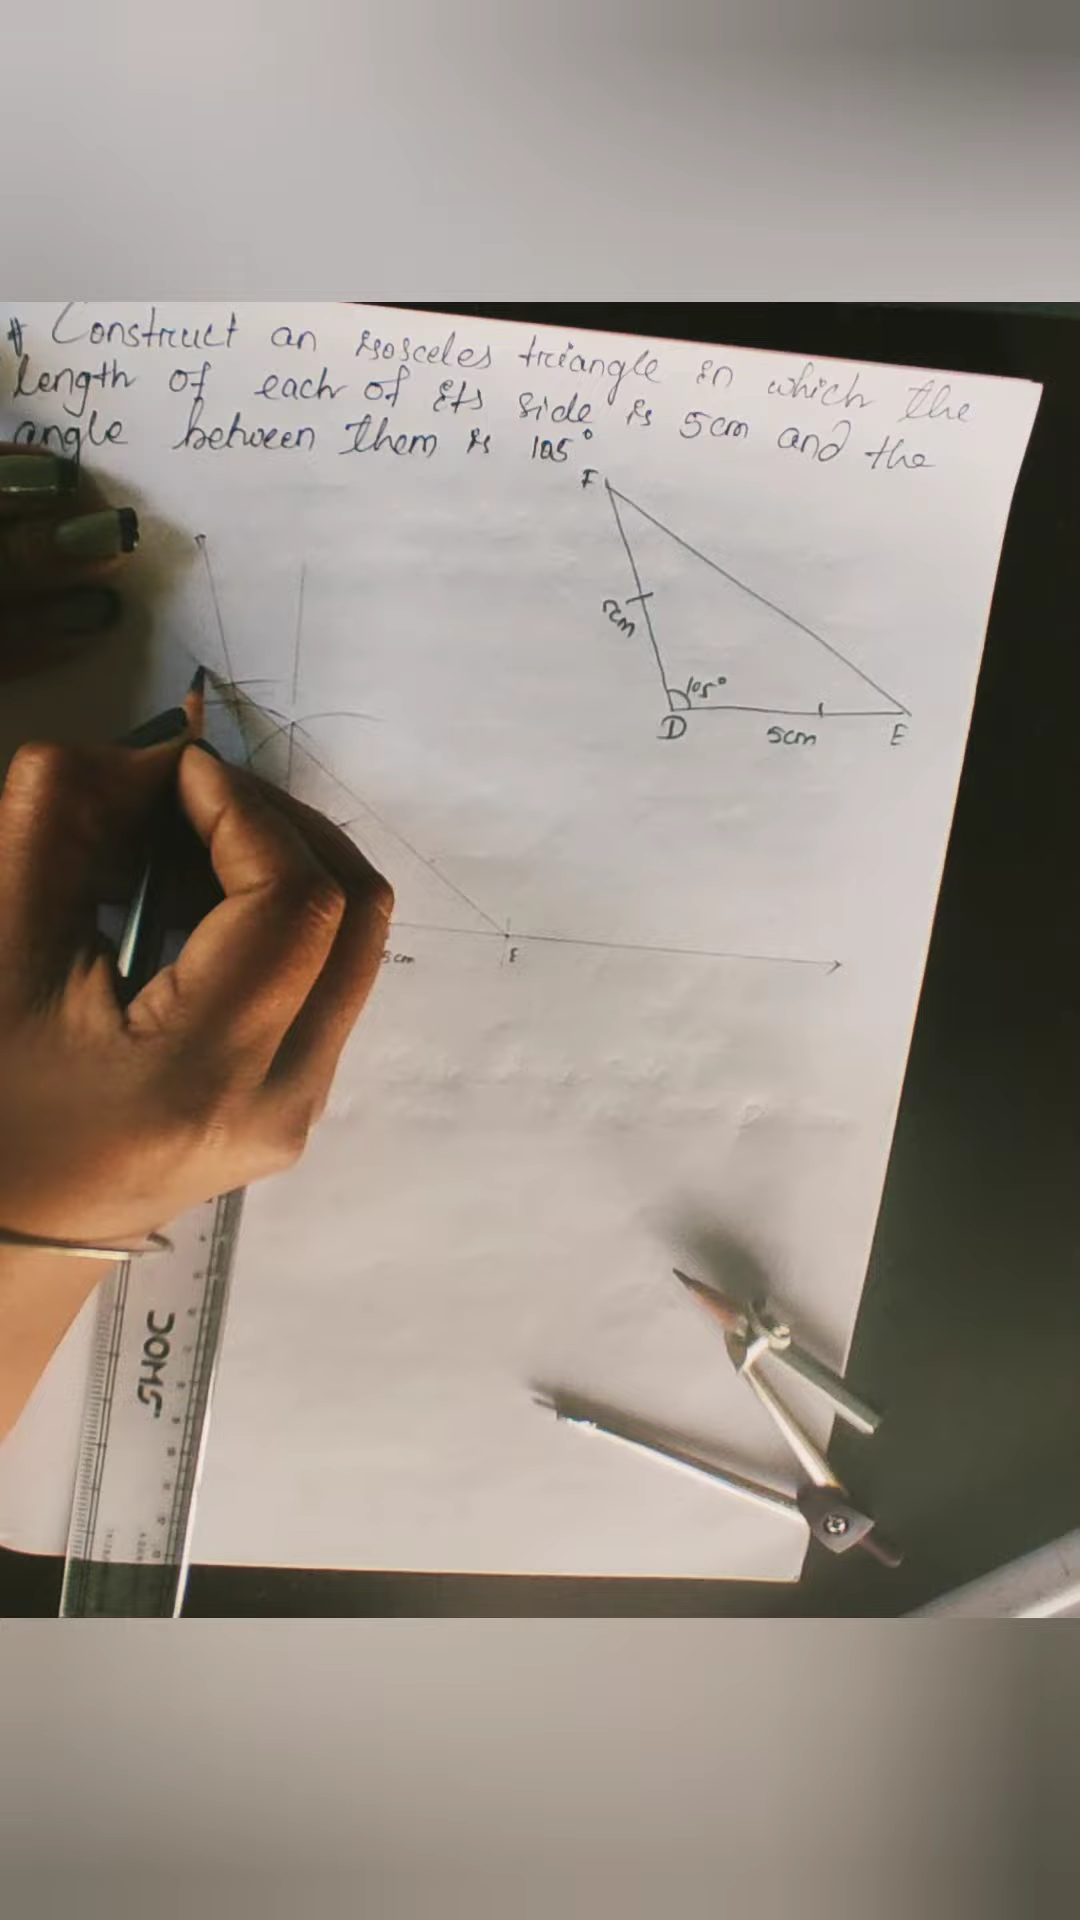 * Construct an isosceles triangle in which the
length of each of its side is 5cm and the
angle between them is 105°
F
105°
D
5cm
E
5cm
E
DOMS